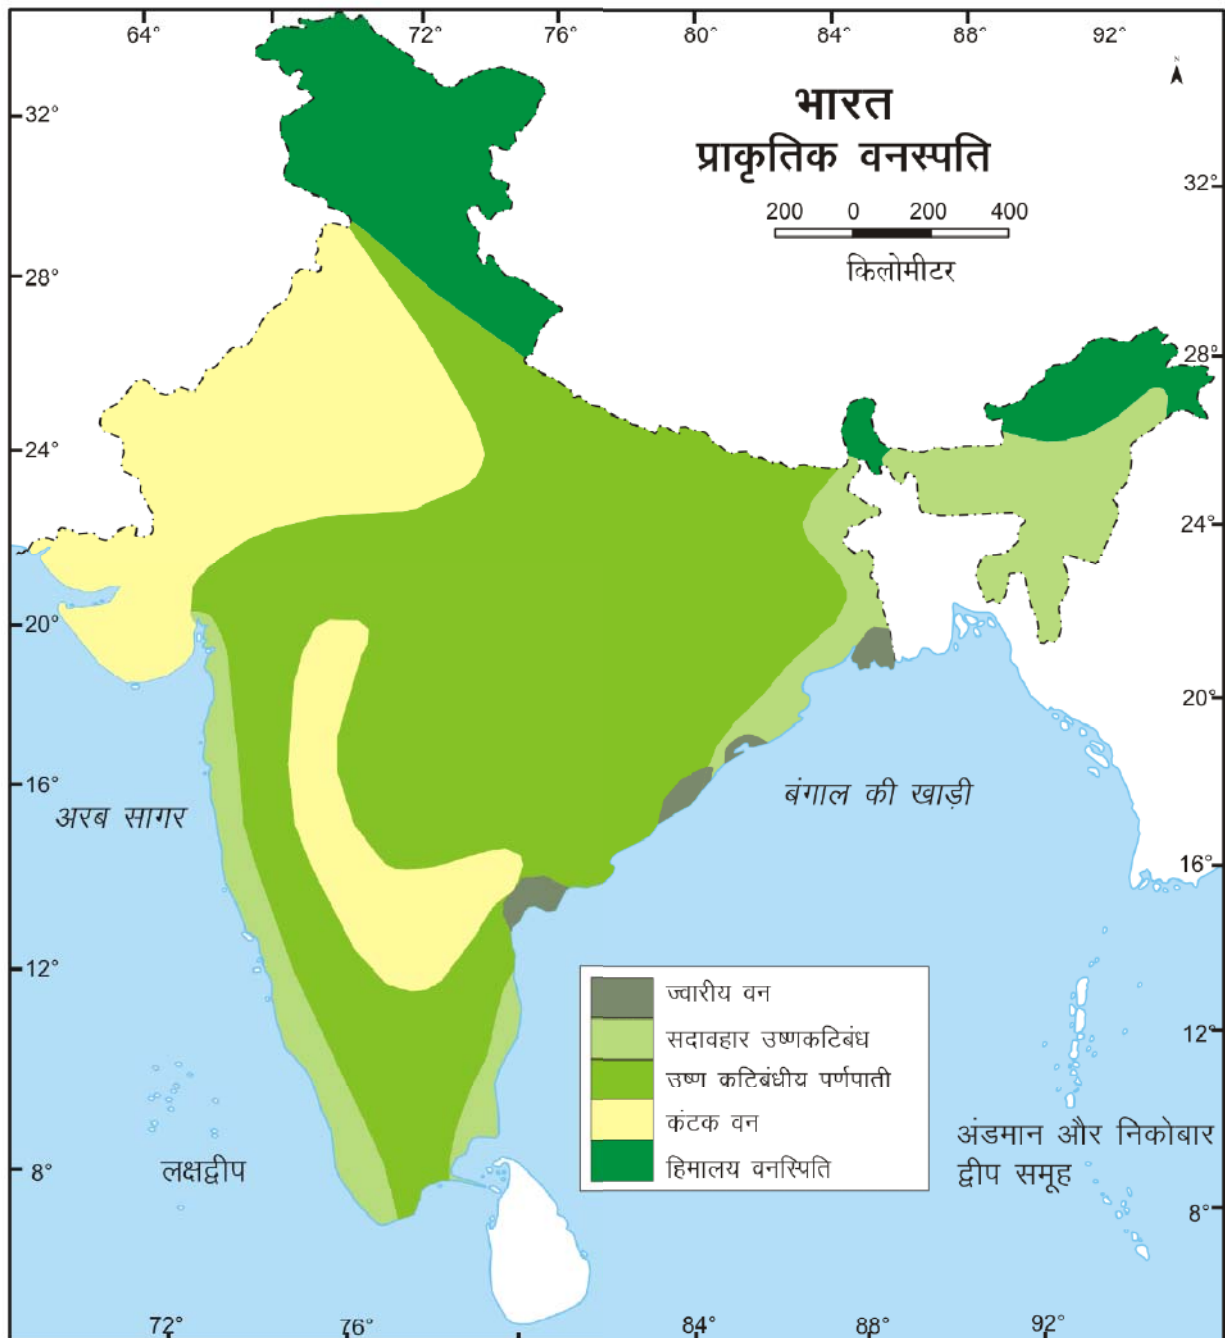 64° 72° 76° 80° 84° 88° 92°
N
भारत
प्राकृतिक वनस्पति
200 0 200 400
किलोमीटर
32°
32°
28°
28°
24°
24°
20°
20°
16°
16°
12°
12°
8°
8°
अरब सागर
बंगाल की खाड़ी
ज्वारीय वन
सदावहार उष्णकटिबंध
उष्ण कटिबंधीय पर्णपाती
कंटक वन
हिमालय वनस्पिति
लक्षद्वीप
अंडमान और निकोबार
द्वीप समूह
72° 76° 84° 88° 92°